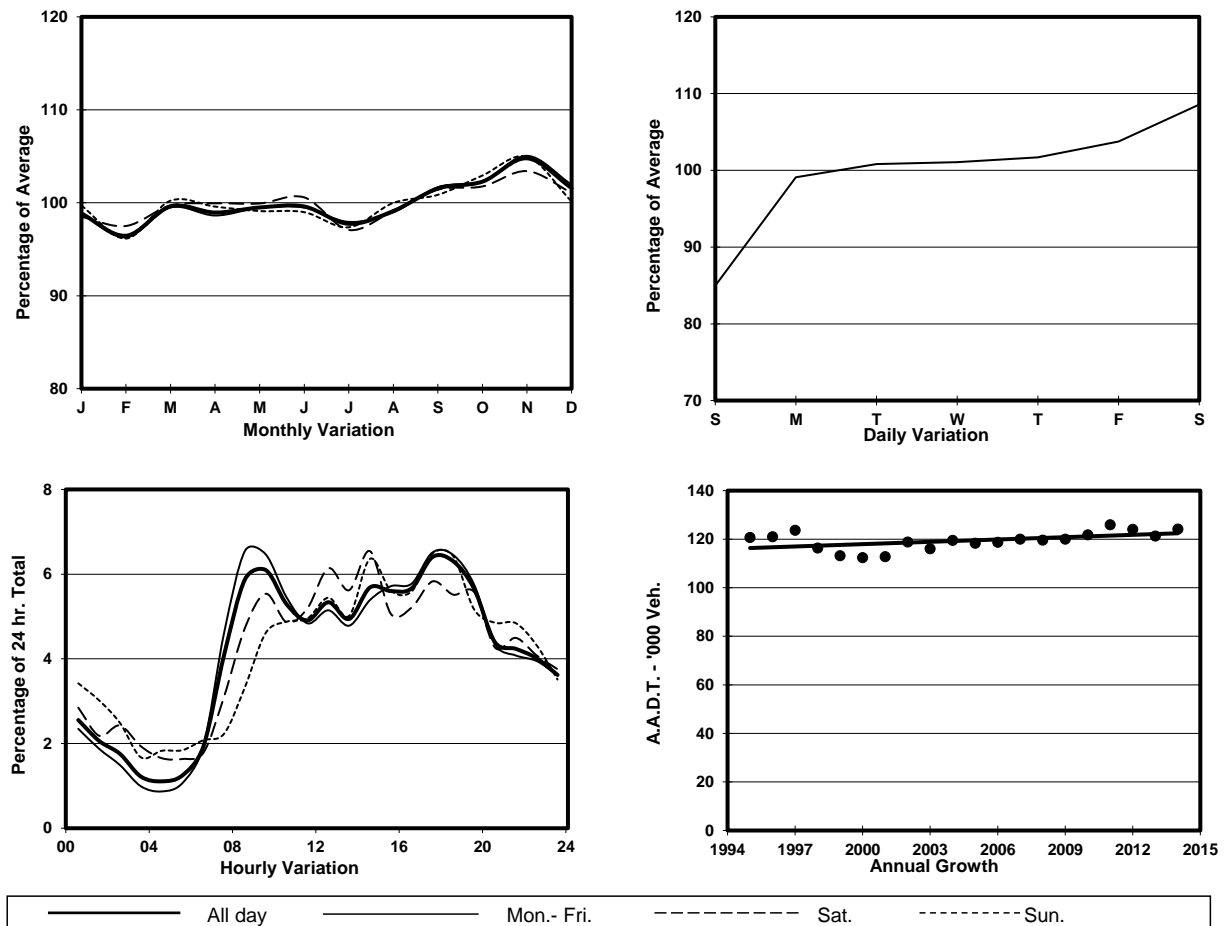 Percentage of Average
120
110
100
90
80
J F M A M J J A S O N D
Monthly Variation
Percentage of Average
120
110
100
90
80
70
S M T W T F S
Daily Variation
Percentage of 24 hr. Total
8
6
4
2
0
00 04 08 12 16 20 24
Hourly Variation
A.A.D.T. - '000 Veh.
140
120
100
80
60
40
20
0
1994 1997 2000 2003 2006 2009 2012 2015
Annual Growth
All day Mon.- Fri. Sat. Sun.